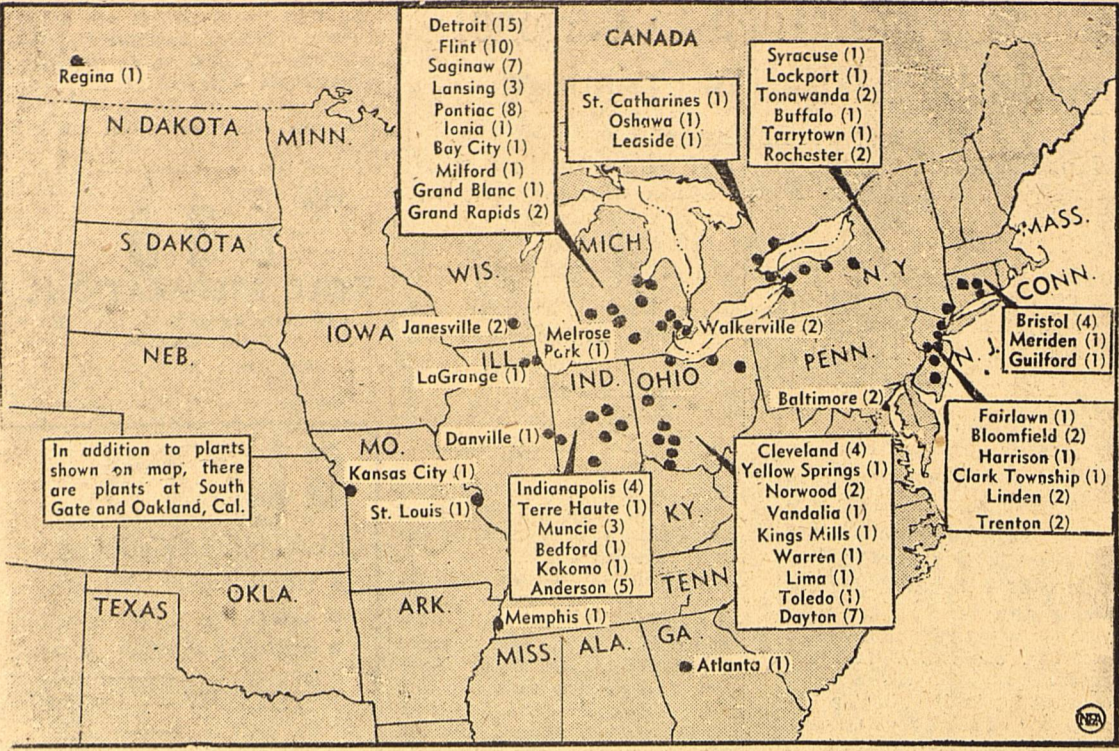 Regina (1)
N. DAKOTA
MINN.
Detroit (15)
Flint (10)
Saginaw (7)
Lansing (3)
Pontiac (8)
Ionia (1)
Bay City (1)
Milford (1)
Grand Blanc (1)
Grand Rapids (2)
CANADA
St. Catharines (1)
Oshawa (1)
Leaside (1)
Syracuse (1)
Lockport (1)
Tonawanda (2)
Buffalo (1)
Tarrytown (1)
Rochester (2)
S. DAKOTA
WIS.
MICH
N. Y
MASS.
CONN.
Bristol (4)
Meriden (1)
Guilford (1)
NEB.
IOWA
Janesville (2)
Melrose
Park (1)
Walkerville (2)
ILL.
LaGrange (1)
IND.
OHIO
PENN.
N. J.
Baltimore (2)
Fairlawn (1)
Bloomfield (2)
Harrison (1)
Clark Township (1)
Linden (2)
Trenton (2)
In addition to plants
shown on map, there
are plants at South
Gate and Oakland, Cal.
MO.
Danville (1)
Kansas City (1)
St. Louis (1)
Indianapolis (4)
Terre Haute (1)
Muncie (3)
Bedford (1)
Kokomo (1)
Anderson (5)
KY.
Cleveland (4)
Yellow Springs (1)
Norwood (2)
Vandalia (1)
Kings Mills (1)
Warren (1)
Lima (1)
Toledo (1)
Dayton (7)
TEXAS
OKLA.
ARK.
TENN
Memphis (1)
MISS.
ALA.
GA.
Atlanta (1)
NEA